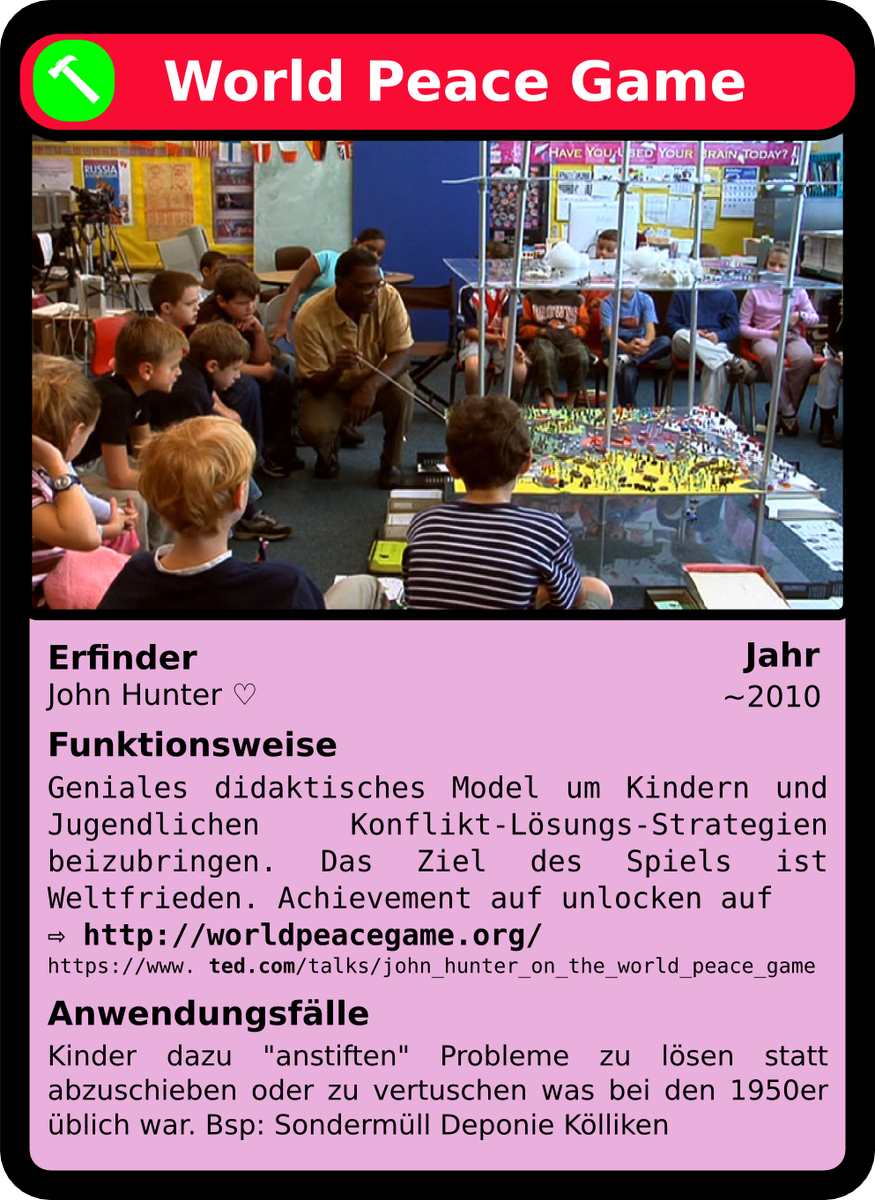 World Peace Game
RUSSIA
HAVE YOU USED YOUR BRAIN TODAY?
BROWNS
Erfinder
Jahr
John Hunter ♡
~2010
Funktionsweise
Geniales didaktisches Model um Kindern und
Jugendlichen Konflikt-Lösungs-Strategien
beizubringen. Das Ziel des Spiels ist
Weltfrieden. Achievement auf unlocken auf
⇨ http://worldpeacegame.org/
https://www. ted.com/talks/john_hunter_on_the_world_peace_game
Anwendungsfälle
Kinder dazu "anstiften" Probleme zu lösen statt
abzuschieben oder zu vertuschen was bei den 1950er
üblich war. Bsp: Sondermüll Deponie Kölliken